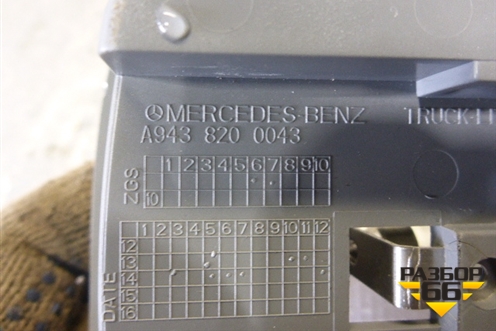 MERCEDES-BENZ TRUCK-LI
A943 820 0043
1 2 3 4 5 6 7 8 9 10
ZGS
10
1 2 3 4 5 6 7 8 9 10 11 12
12
13
14
15
16
DATE
РАЗБОР
66